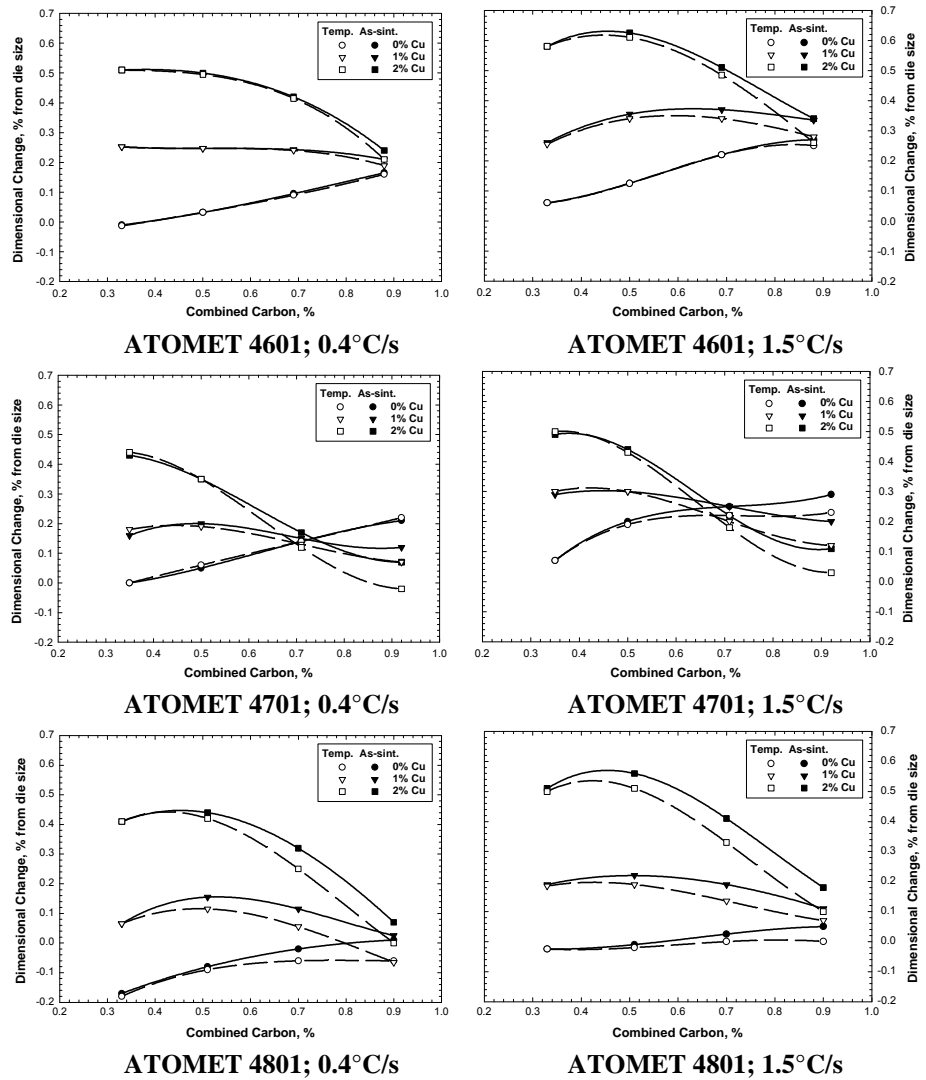 Dimensional Change, % from die size
0.7
0.6
0.5
0.4
0.3
0.2
0.1
0.0
-0.1
-0.2
Temp. As-sint.
0% Cu
1% Cu
2% Cu
0.2 0.3 0.4 0.5 0.6 0.7 0.8 0.9 1.0
Combined Carbon, %
ATOMET 4601; 0.4°C/s
Temp. As-sint.
0% Cu
1% Cu
2% Cu
0.7
0.6
0.5
0.4
0.3
0.2
0.1
0.0
-0.1
-0.2
Dimensional Change, % from die size
0.2 0.3 0.4 0.5 0.6 0.7 0.8 0.9 1.0
Combined Carbon, %
ATOMET 4601; 1.5°C/s
Dimensional Change, % from die size
0.7
0.6
0.5
0.4
0.3
0.2
0.1
0.0
-0.1
-0.2
Temp. As-sint.
0% Cu
1% Cu
2% Cu
0.2 0.3 0.4 0.5 0.6 0.7 0.8 0.9 1.0
Combined Carbon, %
ATOMET 4701; 0.4°C/s
Temp. As-sint.
0% Cu
1% Cu
2% Cu
0.7
0.6
0.5
0.4
0.3
0.2
0.1
0.0
-0.1
-0.2
Dimensional Change, % from die size
0.2 0.3 0.4 0.5 0.6 0.7 0.8 0.9 1.0
Combined Carbon, %
ATOMET 4701; 1.5°C/s
Dimensional Change, % from die size
0.7
0.6
0.5
0.4
0.3
0.2
0.1
0.0
-0.1
-0.2
Temp. As-sint.
0% Cu
1% Cu
2% Cu
0.2 0.3 0.4 0.5 0.6 0.7 0.8 0.9 1.0
Combined Carbon, %
ATOMET 4801; 0.4°C/s
Temp. As-sint.
0% Cu
1% Cu
2% Cu
0.7
0.6
0.5
0.4
0.3
0.2
0.1
0.0
-0.1
-0.2
Dimensional Change, % from die size
0.2 0.3 0.4 0.5 0.6 0.7 0.8 0.9 1.0
Combined Carbon, %
ATOMET 4801; 1.5°C/s